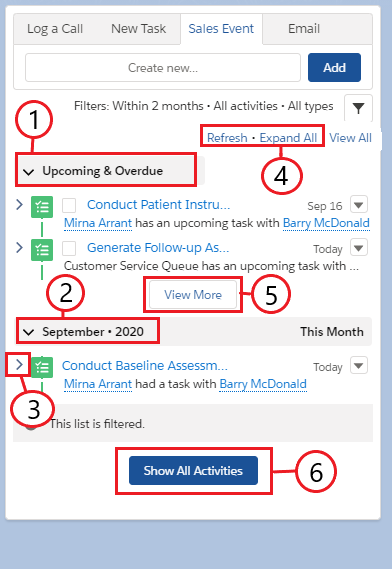 Log a Call New Task Sales Event Email
Create new... Add
Filters: Within 2 months • All activities • All types
1
Refresh • Expand All View All
Upcoming & Overdue
4
Conduct Patient Instru... Sep 16
Mirna Arrant has an upcoming task with Barry McDonald
Generate Follow-up As... Today
Customer Service Queue has an upcoming task with ...
2
View More
5
September • 2020 This Month
Conduct Baseline Assessm... Today
Mirna Arrant had a task with Barry McDonald
3
This list is filtered.
Show All Activities
6